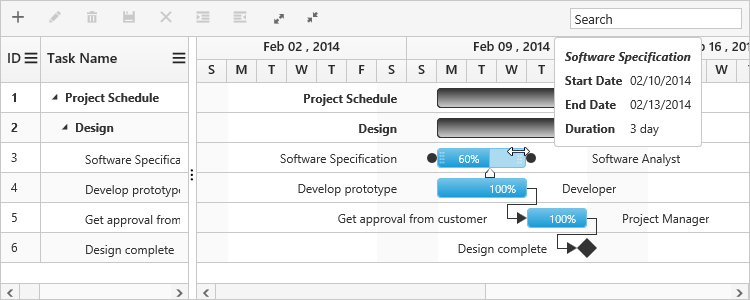 Search
ID Task Name
Feb 02 , 2014 Feb 09 , 2014 16 , 2014
S M T W T F S S M T W T W T
Software Specification
Start Date 02/10/2014
End Date 02/13/2014
Duration 3 day
1 Project Schedule Project Schedule
2 Design Design
3 Software Specifica Software Specification 60% Software Analyst
4 Develop prototype Develop prototype 100% Developer
5 Get approval from Get approval from customer 100% Project Manager
6 Design complete Design complete